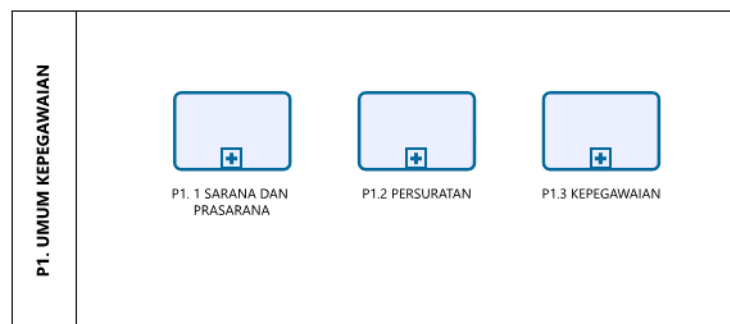 P1. UMUM KEPEGAWAIAN
P1. 1 SARANA DAN
PRASARANA
P1.2 PERSURATAN
P1.3 KEPEGAWAIAN